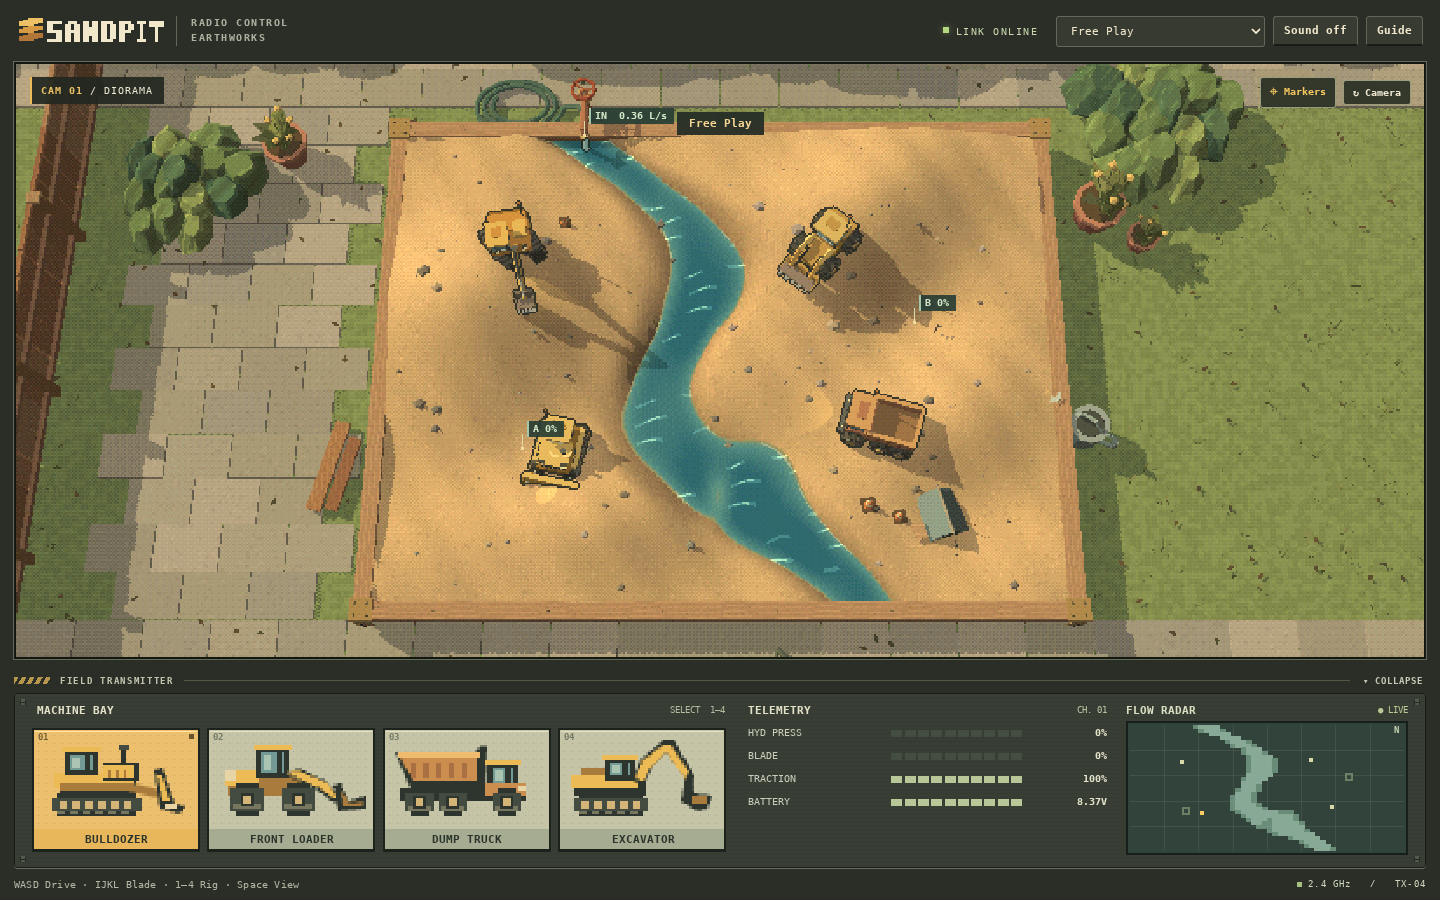 SANDPIT
RADIO CONTROL
EARTHWORKS
LINK ONLINE
Free Play
Sound off
Guide
CAM 01 / DIORAMA
IN 0.36 L/s
Free Play
⌖ Markers
↻ Camera
B 0%
A 0%
FIELD TRANSMITTER
▾ COLLAPSE
MACHINE BAY
SELECT 1–4
01
BULLDOZER
02
FRONT LOADER
03
DUMP TRUCK
04
EXCAVATOR
TELEMETRY
CH. 01
HYD PRESS 0%
BLADE 0%
TRACTION 100%
BATTERY 8.37V
FLOW RADAR
● LIVE
N
WASD Drive · IJKL Blade · 1–4 Rig · Space View
2.4 GHz / TX-04